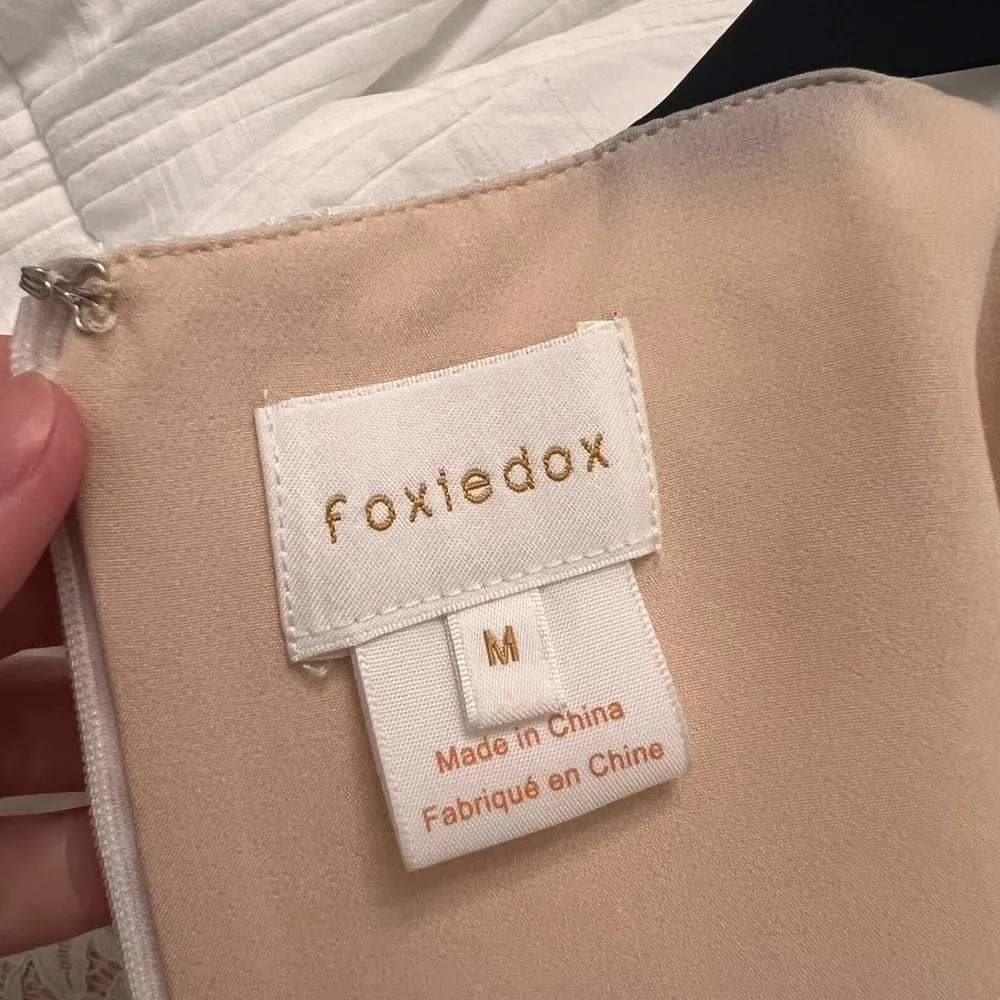 foxiedox
M
Made in China
Fabriqué en Chine